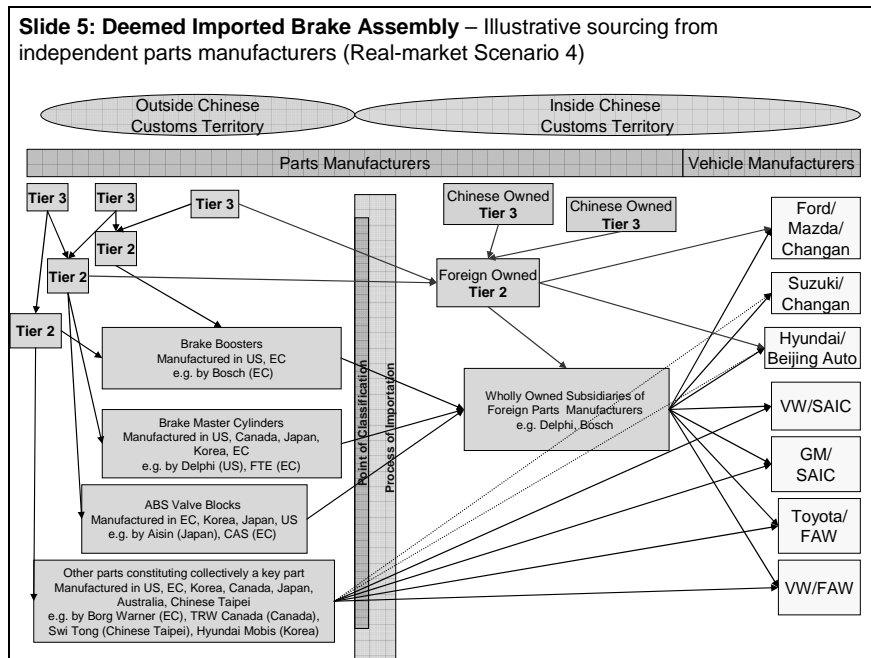 Slide 5: Deemed Imported Brake Assembly – Illustrative sourcing from
independent parts manufacturers (Real-market Scenario 4)
Outside Chinese
Customs Territory
Inside Chinese
Customs Territory
Parts Manufacturers
Vehicle Manufacturers
Tier 3
Tier 3
Tier 3
Tier 2
Tier 2
Tier 2
Chinese Owned
Tier 3
Chinese Owned
Tier 3
Foreign Owned
Tier 2
Brake Boosters
Manufactured in US, EC
e.g. by Bosch (EC)
Brake Master Cylinders
Manufactured in US, Canada, Japan,
Korea, EC
e.g. by Delphi (US), FTE (EC)
ABS Valve Blocks
Manufactured in EC, Korea, Japan, US
e.g. by Aisin (Japan), CAS (EC)
Other parts constituting collectively a key part
Manufactured in US, EC, Korea, Canada, Japan,
Australia, Chinese Taipei
e.g. by Borg Warner (EC), TRW Canada (Canada),
Swi Tong (Chinese Taipei), Hyundai Mobis (Korea)
Point of Classification
Process of Importation
Wholly Owned Subsidiaries of
Foreign Parts Manufacturers
e.g. Delphi, Bosch
Ford/
Mazda/
Changan
Suzuki/
Changan
Hyundai/
Beijing Auto
VW/SAIC
GM/
SAIC
Toyota/
FAW
VW/FAW